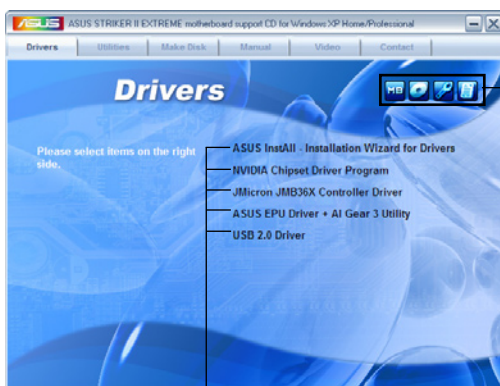 ASUS ASUS STRIKER II EXTREME motherboard support CD for Windows XP Home/Professional
Drivers Utilities Make Disk Manual Video Contact
Drivers
MB
Please select items on the right
side.
ASUS InstAll - Installation Wizard for Drivers
NVIDIA Chipset Driver Program
JMicron JMB36X Controller Driver
ASUS EPU Driver + AI Gear 3 Utility
USB 2.0 Driver